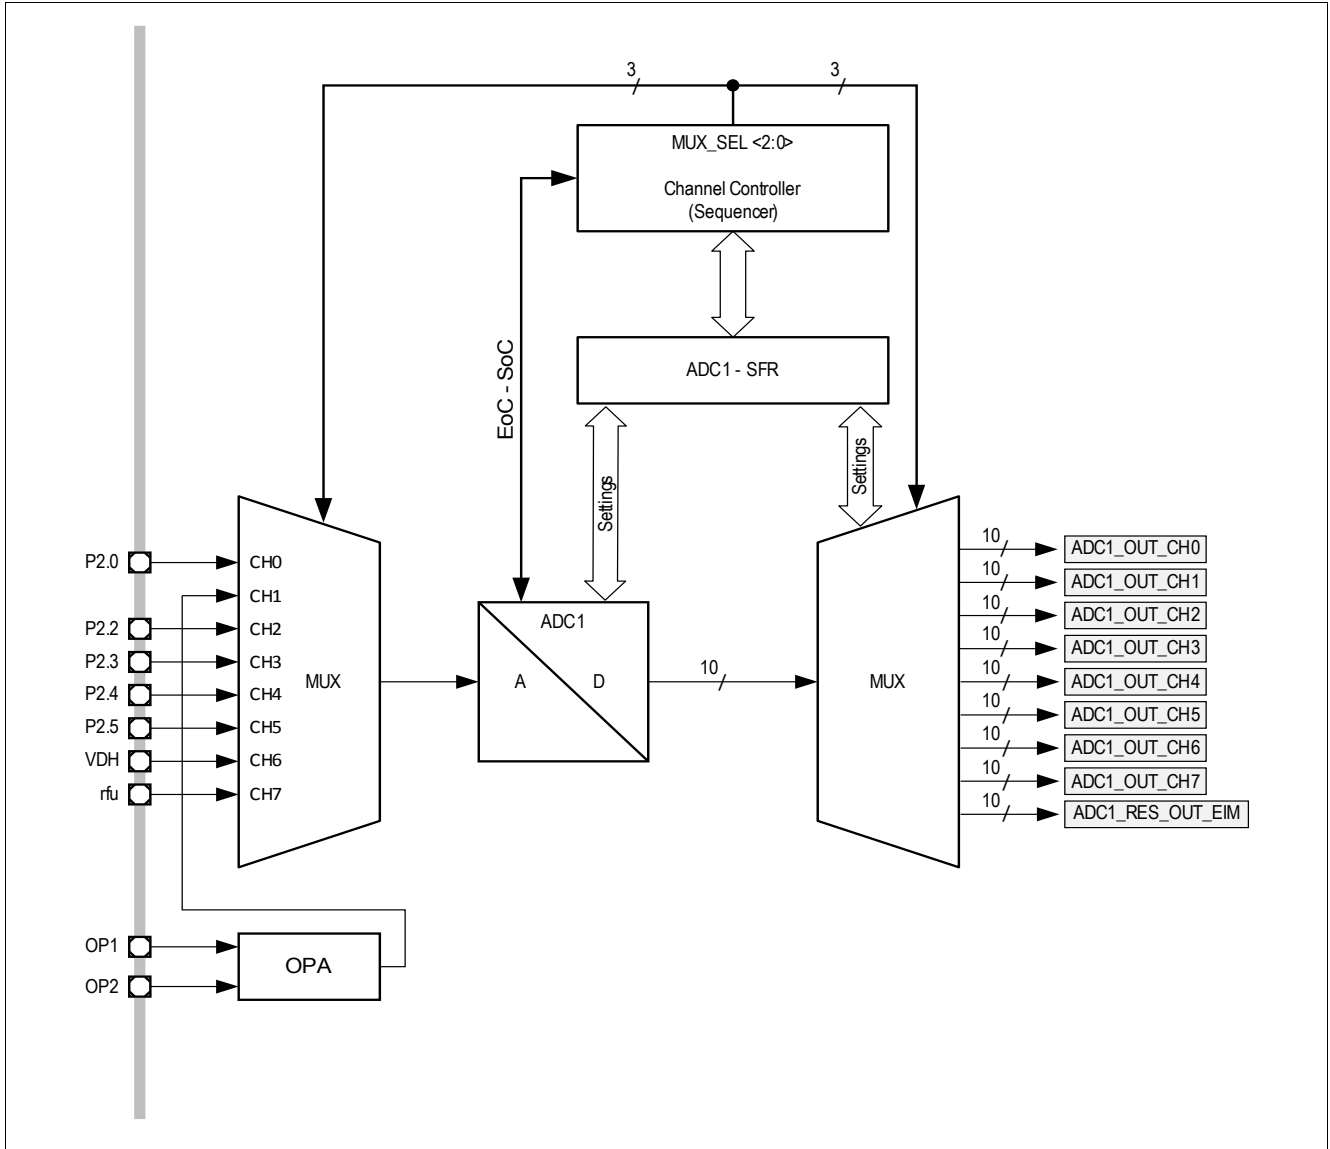 3
3
MUX_SEL <2:0>
Channel Controller
(Sequencer)
EoC - SoC
ADC1 - SFR
Settings
Settings
P2.0
P2.2
P2.3
P2.4
P2.5
VDH
rfu
CH0
CH1
CH2
CH3
CH4
CH5
CH6
CH7
MUX
ADC1
A
D
10
MUX
10
ADC1_OUT_CH0
10
ADC1_OUT_CH1
10
ADC1_OUT_CH2
10
ADC1_OUT_CH3
10
ADC1_OUT_CH4
10
ADC1_OUT_CH5
10
ADC1_OUT_CH6
10
ADC1_OUT_CH7
10
ADC1_RES_OUT_EIM
OP1
OP2
OPA